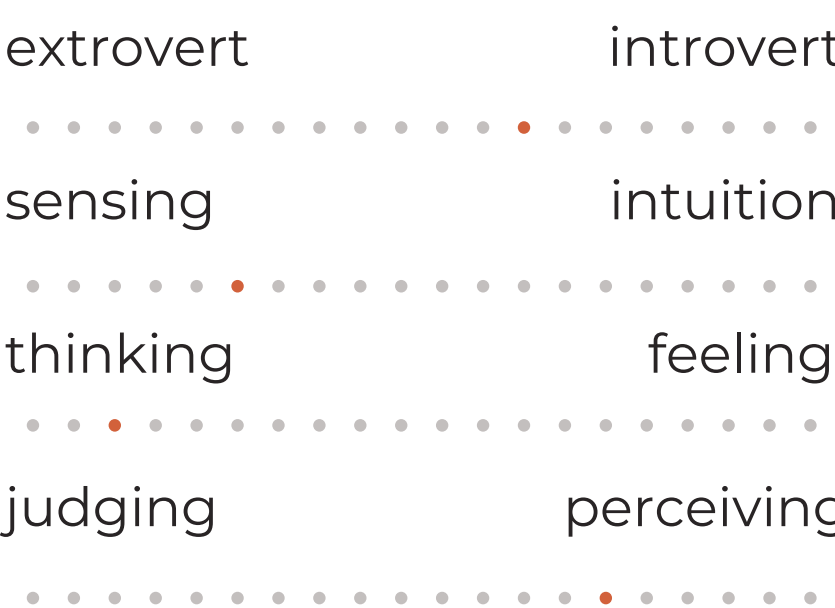 extrovert introvert
sensing intuition
thinking feeling
judging perceiving